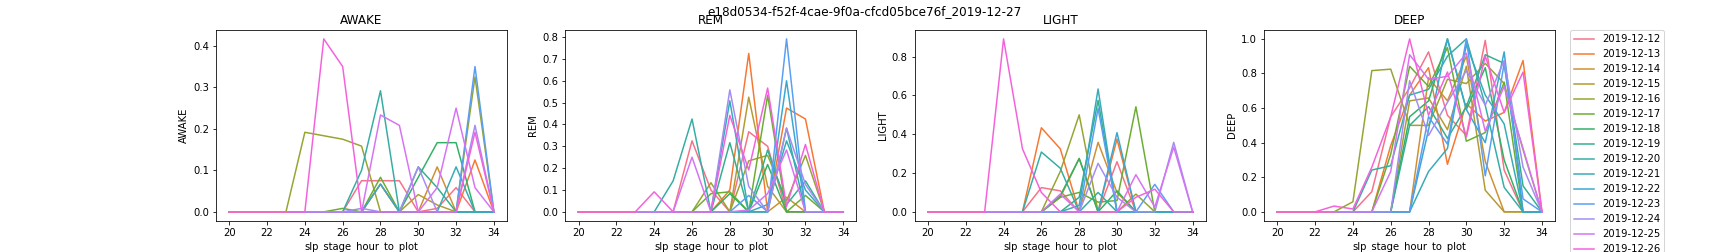 e18d0534-f52f-4cae-9f0a-cfcd05bce76f_2019-12-27
AWAKE
AWAKE
0.4
0.3
0.2
0.1
0.0
20 22 24 26 28 30 32 34
slp_stage_hour_to_plot
REM
REM
0.8
0.7
0.6
0.5
0.4
0.3
0.2
0.1
0.0
20 22 24 26 28 30 32 34
slp_stage_hour_to_plot
LIGHT
LIGHT
0.8
0.6
0.4
0.2
0.0
20 22 24 26 28 30 32 34
slp_stage_hour_to_plot
DEEP
DEEP
1.0
0.8
0.6
0.4
0.2
0.0
20 22 24 26 28 30 32 34
slp_stage_hour_to_plot
2019-12-12
2019-12-13
2019-12-14
2019-12-15
2019-12-16
2019-12-17
2019-12-18
2019-12-19
2019-12-20
2019-12-21
2019-12-22
2019-12-23
2019-12-24
2019-12-25
2019-12-26